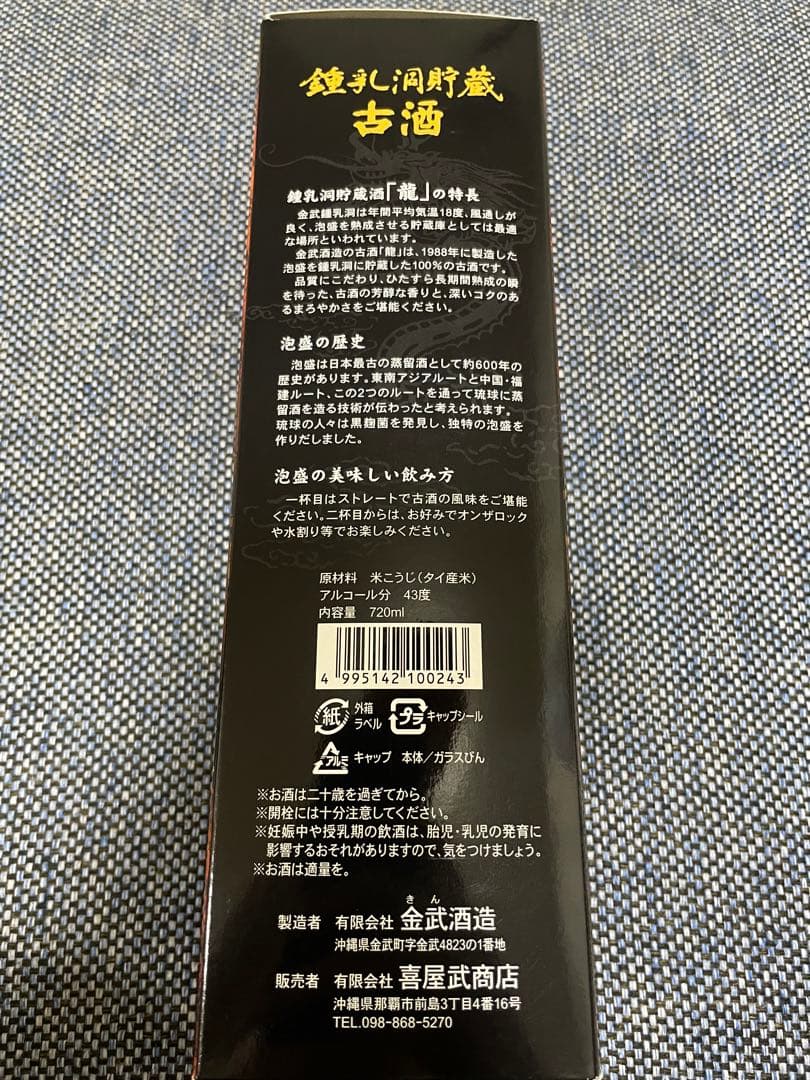 鍾乳洞貯蔵
古酒
鍾乳洞貯蔵酒「龍」の特長
金武鍾乳洞は年間平均気温18度、風通しが
良く、泡盛を熟成させる貯蔵庫としては最適
な場所といわれています。
金武酒造の古酒「龍」は、1988年に製造した
泡盛を鍾乳洞に貯蔵した100%の古酒です。
品質にこだわり、ひたすら長期間熟成の瞬
を待った、古酒の芳醇な香りと、深いコクのあ
るまろやかさをご堪能ください。
泡盛の歴史
泡盛は日本最古の蒸留酒として約600年の
歴史があります。東南アジアルートと中国・福
建ルート、この2つのルートを通って琉球に蒸
留酒を造る技術が伝わったと考えられます。
琉球の人々は黒麹菌を発見し、独特の泡盛を
作りだしました。
泡盛の美味しい飲み方
一杯目はストレートで古酒の風味をご堪能
ください。二杯目からは、お好みでオンザロック
や水割り等でお楽しみください。
原材料 米こうじ(タイ産米)
アルコール分 43度
内容量 720ml
4 995142 100243
紙 外箱 ラベル プラ キャップシール
アルミ キャップ 本体/ガラスびん
※お酒は二十歳を過ぎてから。
※開栓には十分注意してください。
※妊娠中や授乳期の飲酒は、胎児・乳児の発育に
影響するおそれがありますので、気をつけましょう。
※お酒は適量を。
きん
製造者 有限会社 金武酒造
沖縄県金武町字金武4823の1番地
販売者 有限会社 喜屋武商店
沖縄県那覇市前島3丁目4番16号
TEL.098-868-5270